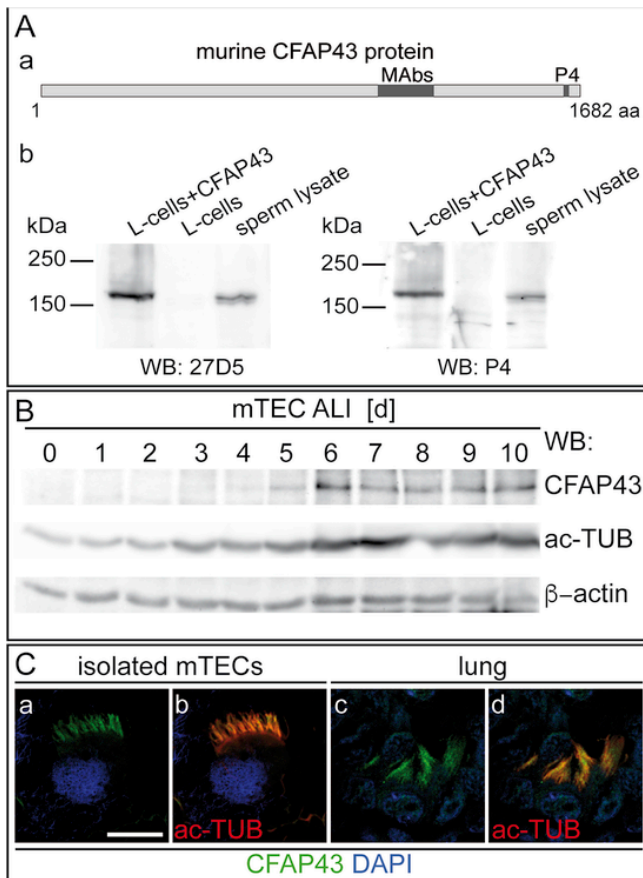 A
a
murine CFAP43 protein
MAbs P4
1 1682 aa
b
kDa L-cells+CFAP43 L-cells sperm lysate
250
150
WB: 27D5
kDa L-cells+CFAP43 L-cells sperm lysate
250
150
WB: P4
B mTEC ALI [d]
0 1 2 3 4 5 6 7 8 9 10 WB:
CFAP43
ac-TUB
β–actin
C isolated mTECs lung
a b c d
ac-TUB ac-TUB
CFAP43 DAPI